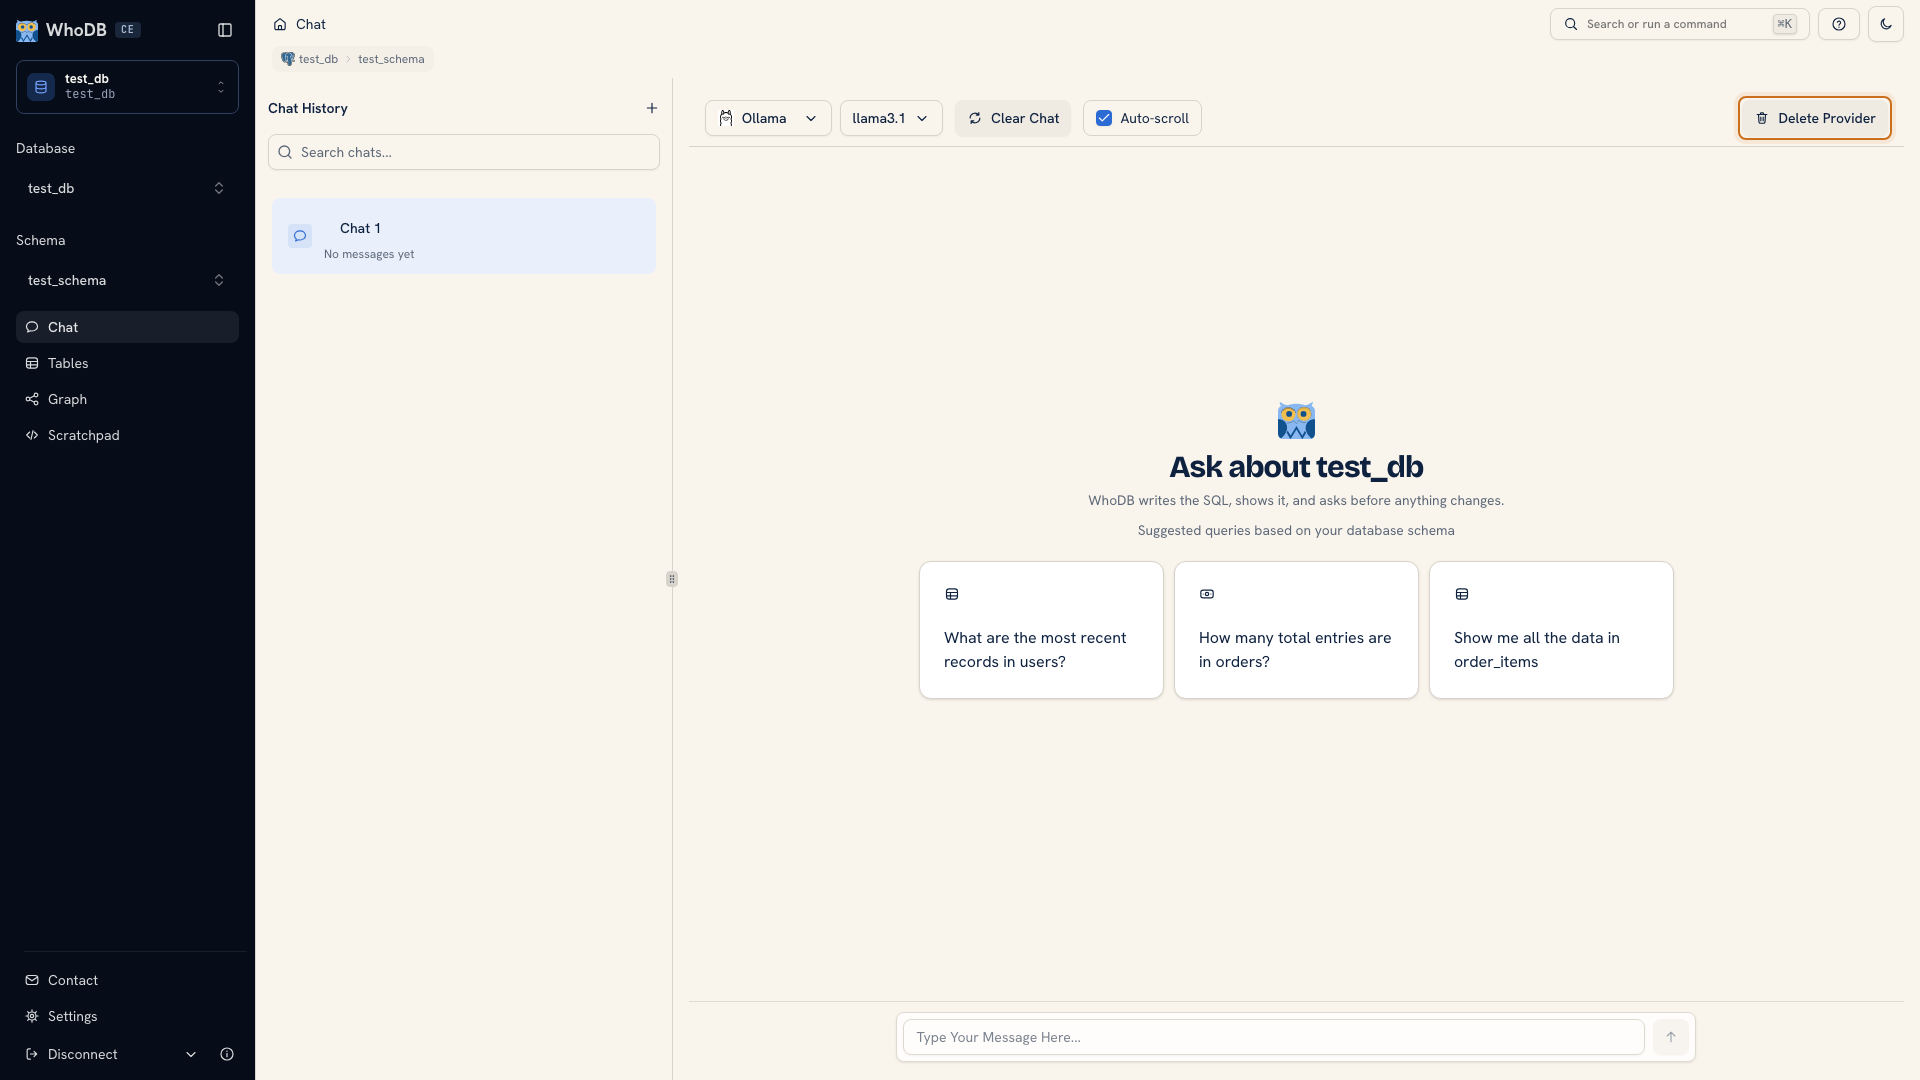 WhoDB CE
test_db
test_db
Database
test_db
Schema
test_schema
Chat
Tables
Graph
Scratchpad
Contact
Settings
Disconnect
Chat
Search or run a command ⌘K
test_db
test_schema
Chat History
Search chats...
Chat 1
No messages yet
Ollama
llama3.1
Clear Chat
Auto-scroll
Delete Provider
Ask about test_db
WhoDB writes the SQL, shows it, and asks before anything changes.
Suggested queries based on your database schema
What are the most recent
records in users?
How many total entries are
in orders?
Show me all the data in
order_items
Type Your Message Here...